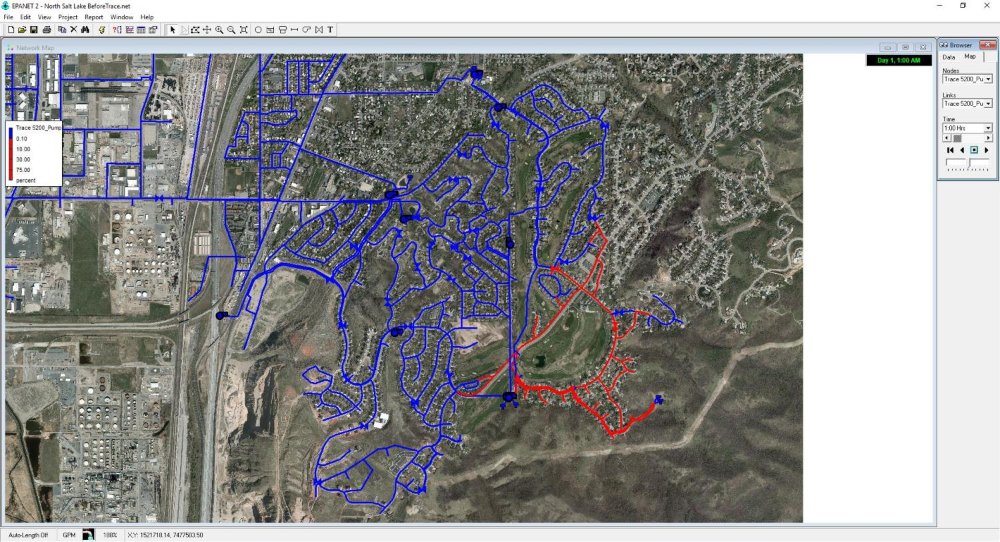 EPANET 2 - North Salt Lake BeforeTrace.net
File Edit View Project Report Window Help
T
Network Map
Browser
Data Map
Day 1, 1:00 AM
Nodes
Trace 5200_Pu
Links
Trace 5200_Pu
Time
1:00 Hrs
Trace 5200_Pump
0.10
10.00
30.00
75.00
percent
Auto-Length Off GPM 188% X,Y: 1521718.14, 7477503.50